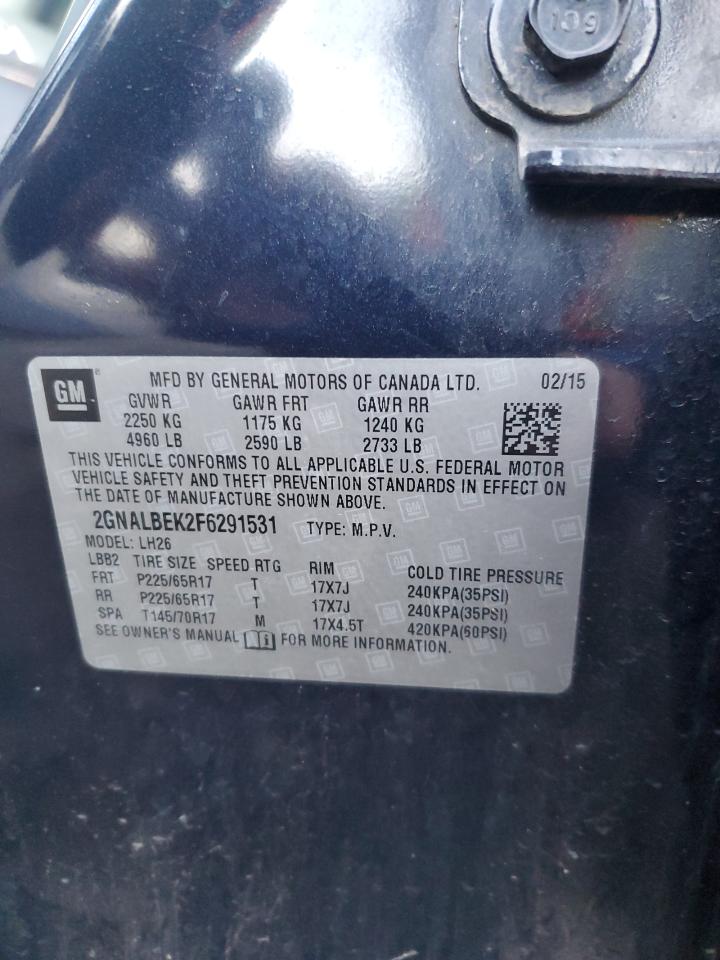 109
GM® MFD BY GENERAL MOTORS OF CANADA LTD. 02/15
GVWR GAWR FRT GAWR RR
2250 KG 1175 KG 1240 KG
4960 LB 2590 LB 2733 LB
THIS VEHICLE CONFORMS TO ALL APPLICABLE U.S. FEDERAL MOTOR
VEHICLE SAFETY AND THEFT PREVENTION STANDARDS IN EFFECT ON
THE DATE OF MANUFACTURE SHOWN ABOVE.
2GNALBEK2F6291531 TYPE: M.P.V.
MODEL: LH26
LBB2 TIRE SIZE SPEED RTG RIM COLD TIRE PRESSURE
FRT P225/65R17 T 17X7J 240KPA(35PSI)
RR P225/65R17 T 17X7J 240KPA(35PSI)
SPA T145/70R17 M 17X4.5T 420KPA(60PSI)
SEE OWNER'S MANUAL FOR MORE INFORMATION.